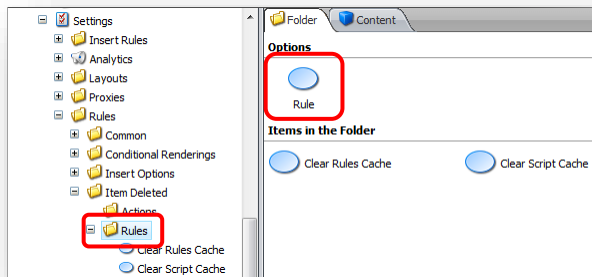 Settings
Insert Rules
Analytics
Layouts
Proxies
Rules
Common
Conditional Renderings
Insert Options
Item Deleted
Actions
Rules
Clear Rules Cache
Clear Script Cache
Folder
Content
Options
Rule
Items in the Folder
Clear Rules Cache
Clear Script Cache